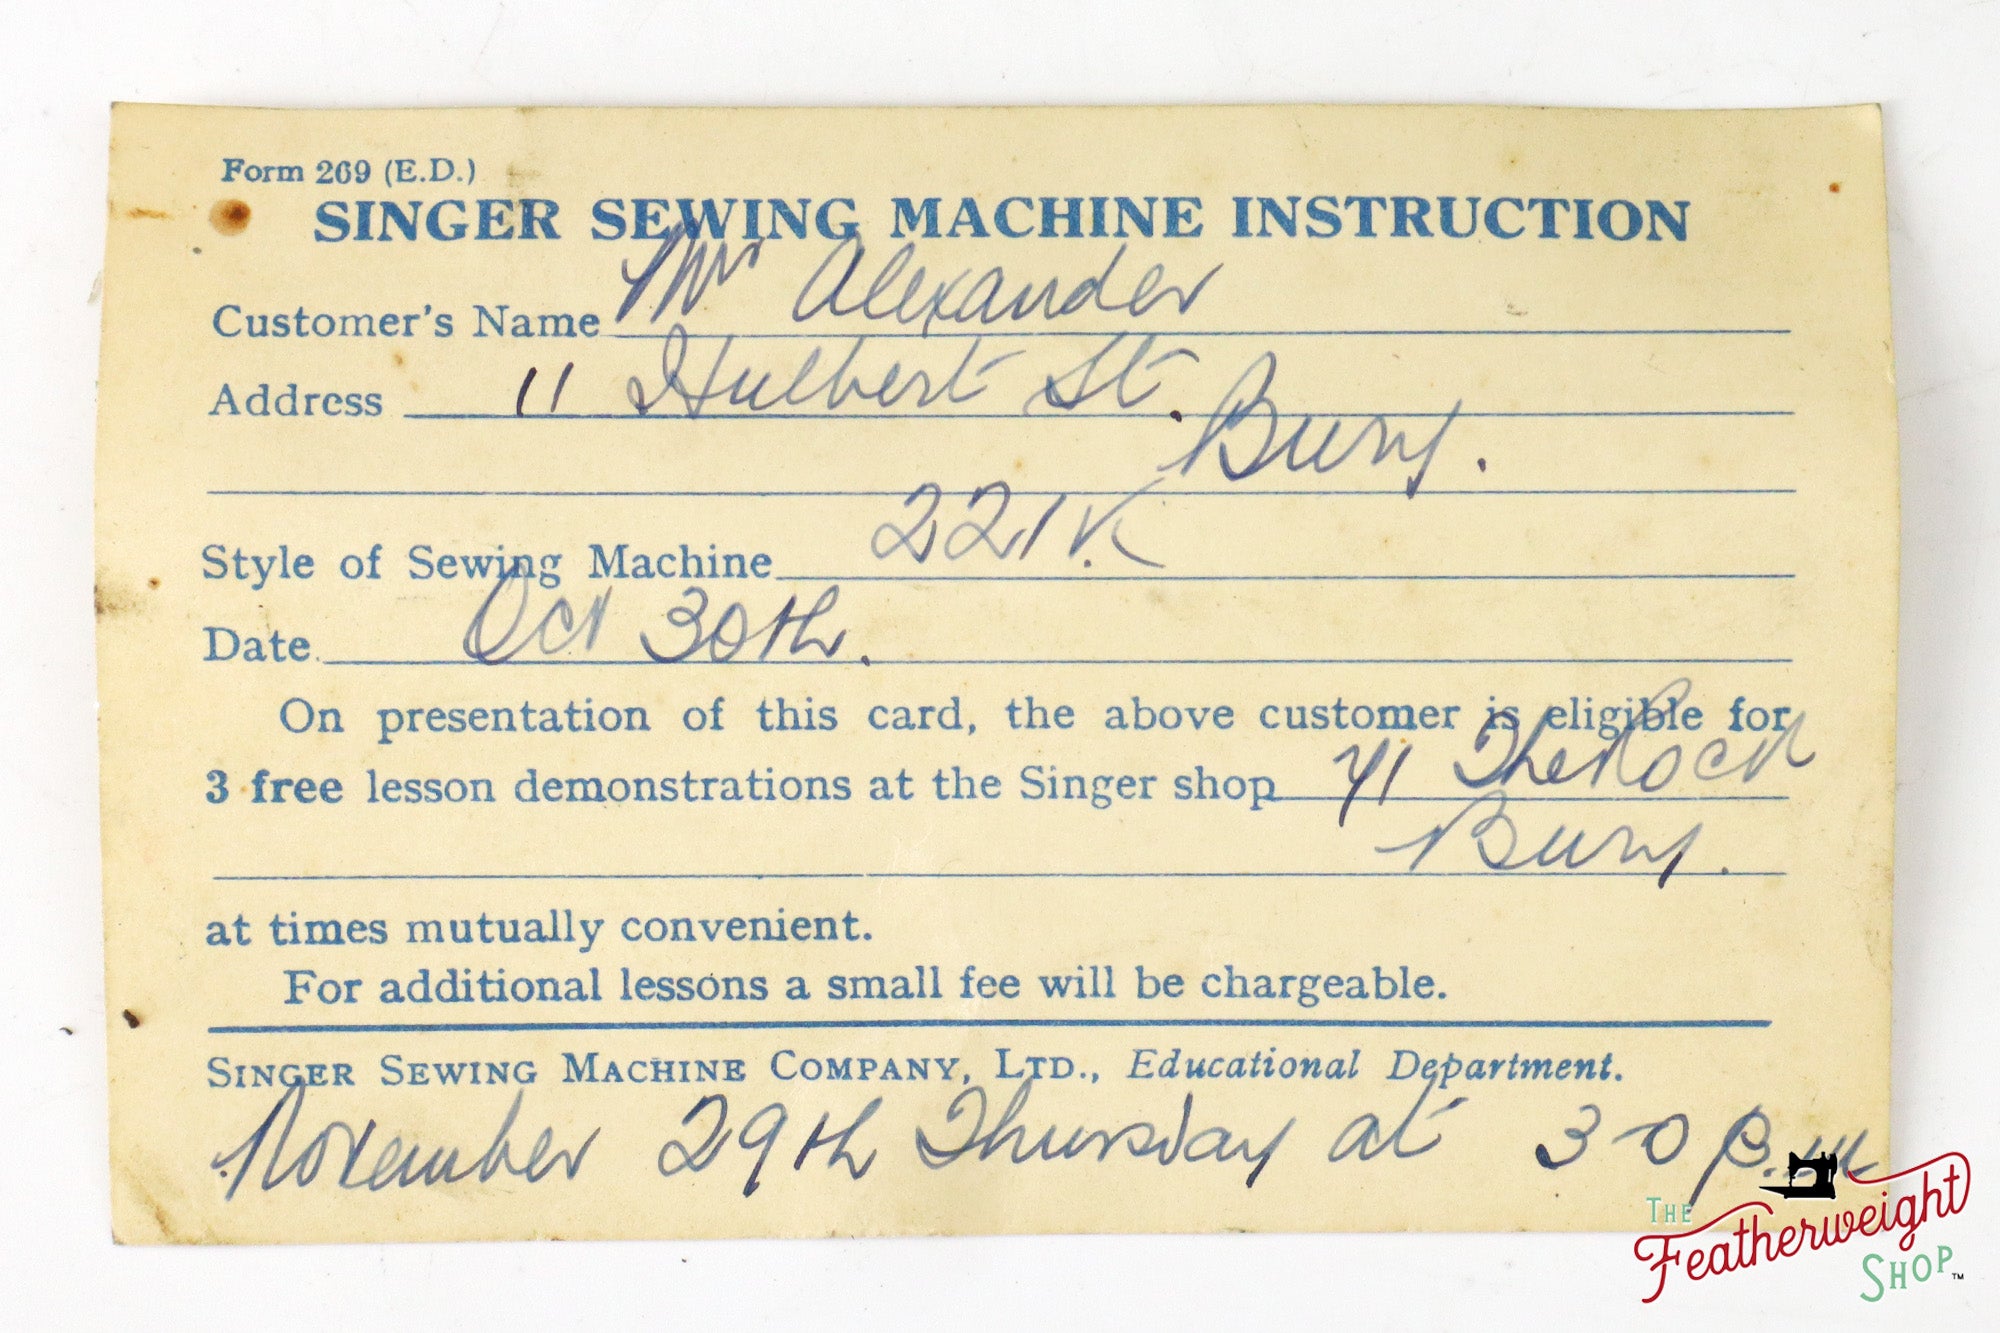 Form 269 (E.D.)
SINGER SEWING MACHINE INSTRUCTION
Customer's Name Mrs Alexander
Address 11 Hulbert St.
Bury.
Style of Sewing Machine 221K
Date Oct 30th.
On presentation of this card, the above customer is eligible for
3 free lesson demonstrations at the Singer shop 41 The Rock
Bury.
at times mutually convenient.
For additional lessons a small fee will be chargeable.
SINGER SEWING MACHINE COMPANY, LTD., Educational Department.
November 29th Thursday at 3-0 p.m
THE
Featherweight
SHOP™